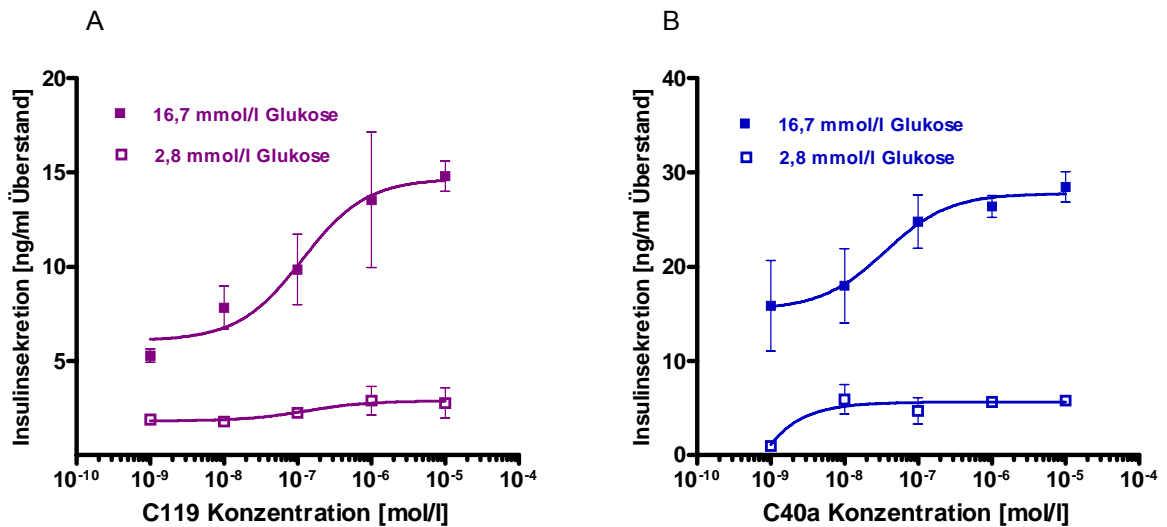 A
Insulinsekretion [ng/ml Überstand]
20
15
10
5
16,7 mmol/l Glukose
2,8 mmol/l Glukose
10⁻¹⁰ 10⁻⁹ 10⁻⁸ 10⁻⁷ 10⁻⁶ 10⁻⁵ 10⁻⁴
C119 Konzentration [mol/l]
B
Insulinsekretion [ng/ml Überstand]
40
30
20
10
0
16,7 mmol/l Glukose
2,8 mmol/l Glukose
10⁻¹⁰ 10⁻⁹ 10⁻⁸ 10⁻⁷ 10⁻⁶ 10⁻⁵ 10⁻⁴
C40a Konzentration [mol/l]